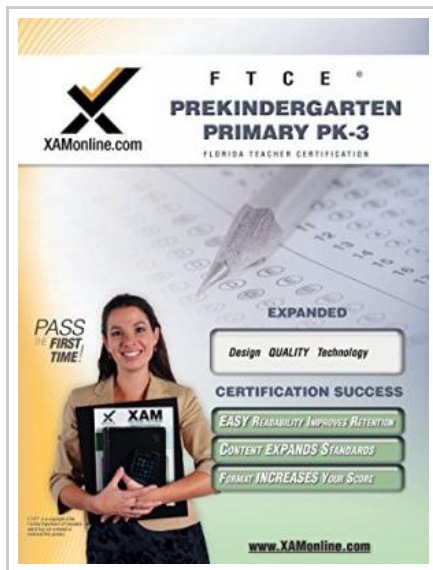 F T C E ®
PREKINDERGARTEN
PRIMARY PK-3
FLORIDA TEACHER CERTIFICATION
XAMonline.com
EXPANDED
PASS
THE FIRST
TIME!
Design QUALITY Technology
CERTIFICATION SUCCESS
EASY READABILITY IMPROVES RETENTION
XAM
CONTENT EXPANDS STANDARDS
FORMAT INCREASES YOUR SCORE
www.XAMonline.com